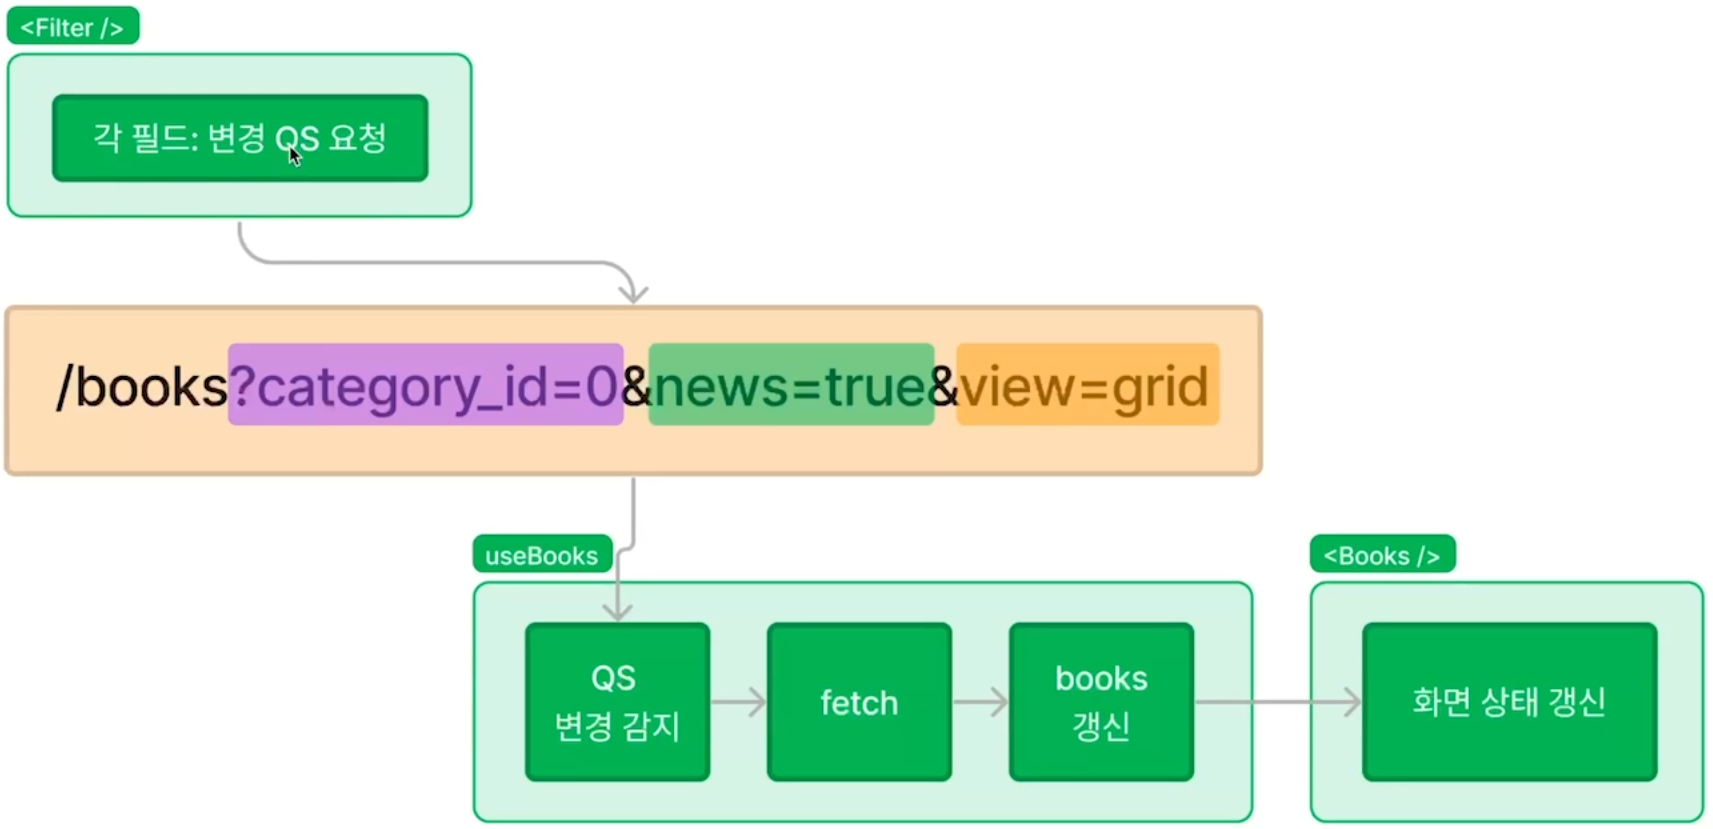 <Filter />
각 필드: 변경 QS 요청
/books?category_id=0&news=true&view=grid
useBooks
<Books />
QS
변경 감지
fetch
books
갱신
화면 상태 갱신